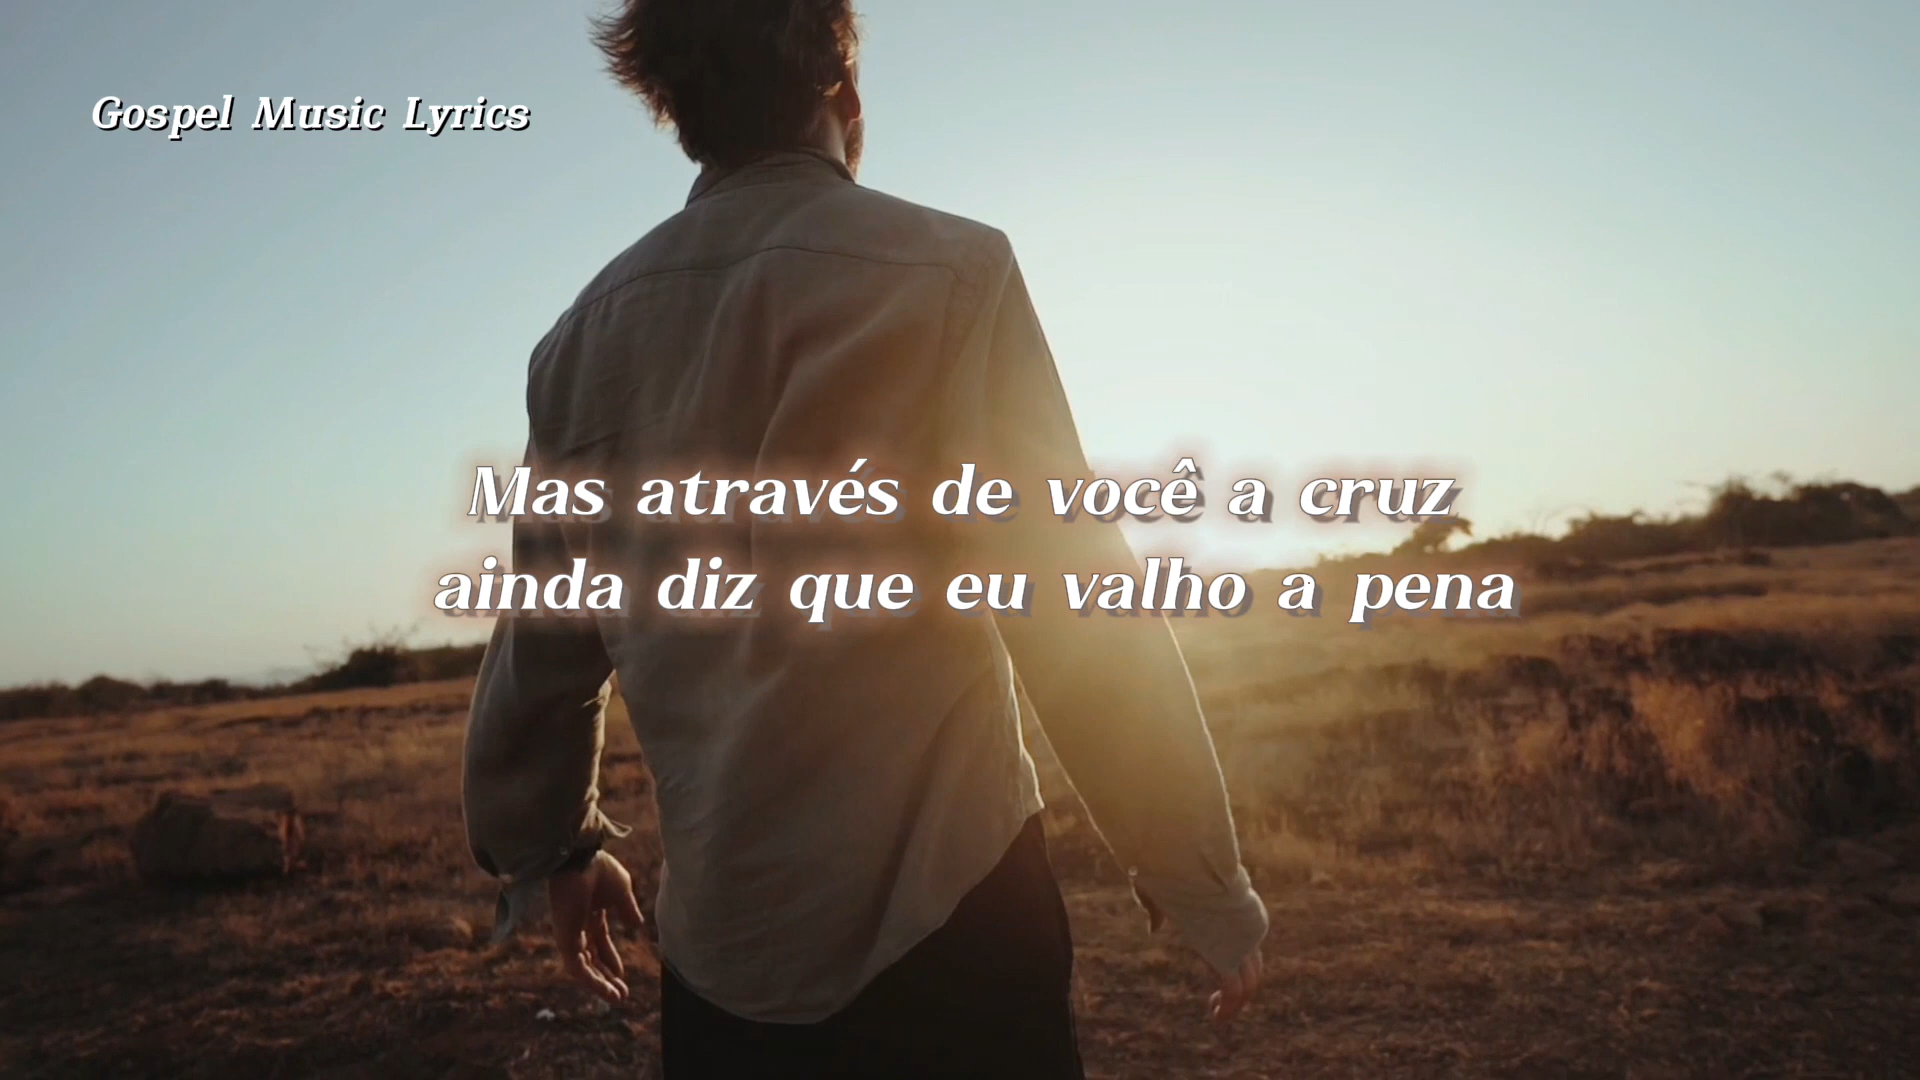 Gospel Music Lyrics
Mas através de você a cruz
ainda diz que eu valho a pena